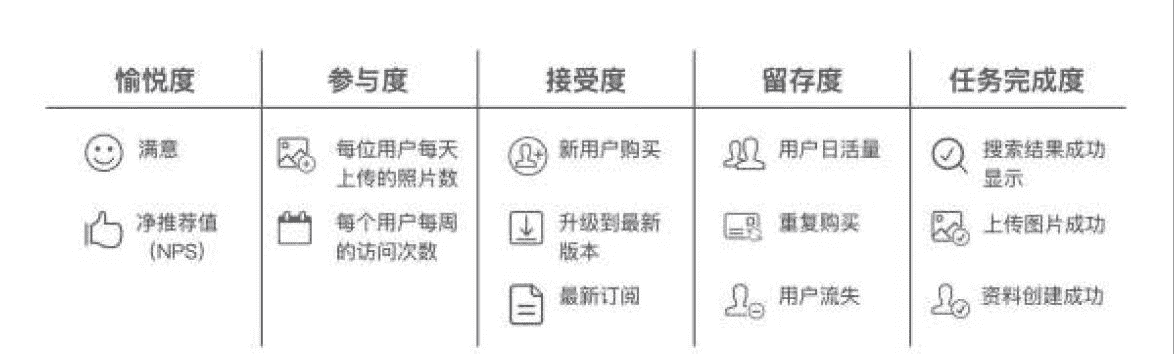 愉悦度
参与度
接受度
留存度
任务完成度
满意
净推荐值
（NPS）
每位用户每天
上传的照片数
每个用户每周
的访问次数
新用户购买
升级到最新
版本
最新订阅
用户日活量
重复购买
用户流失
搜索结果成功
显示
上传图片成功
资料创建成功